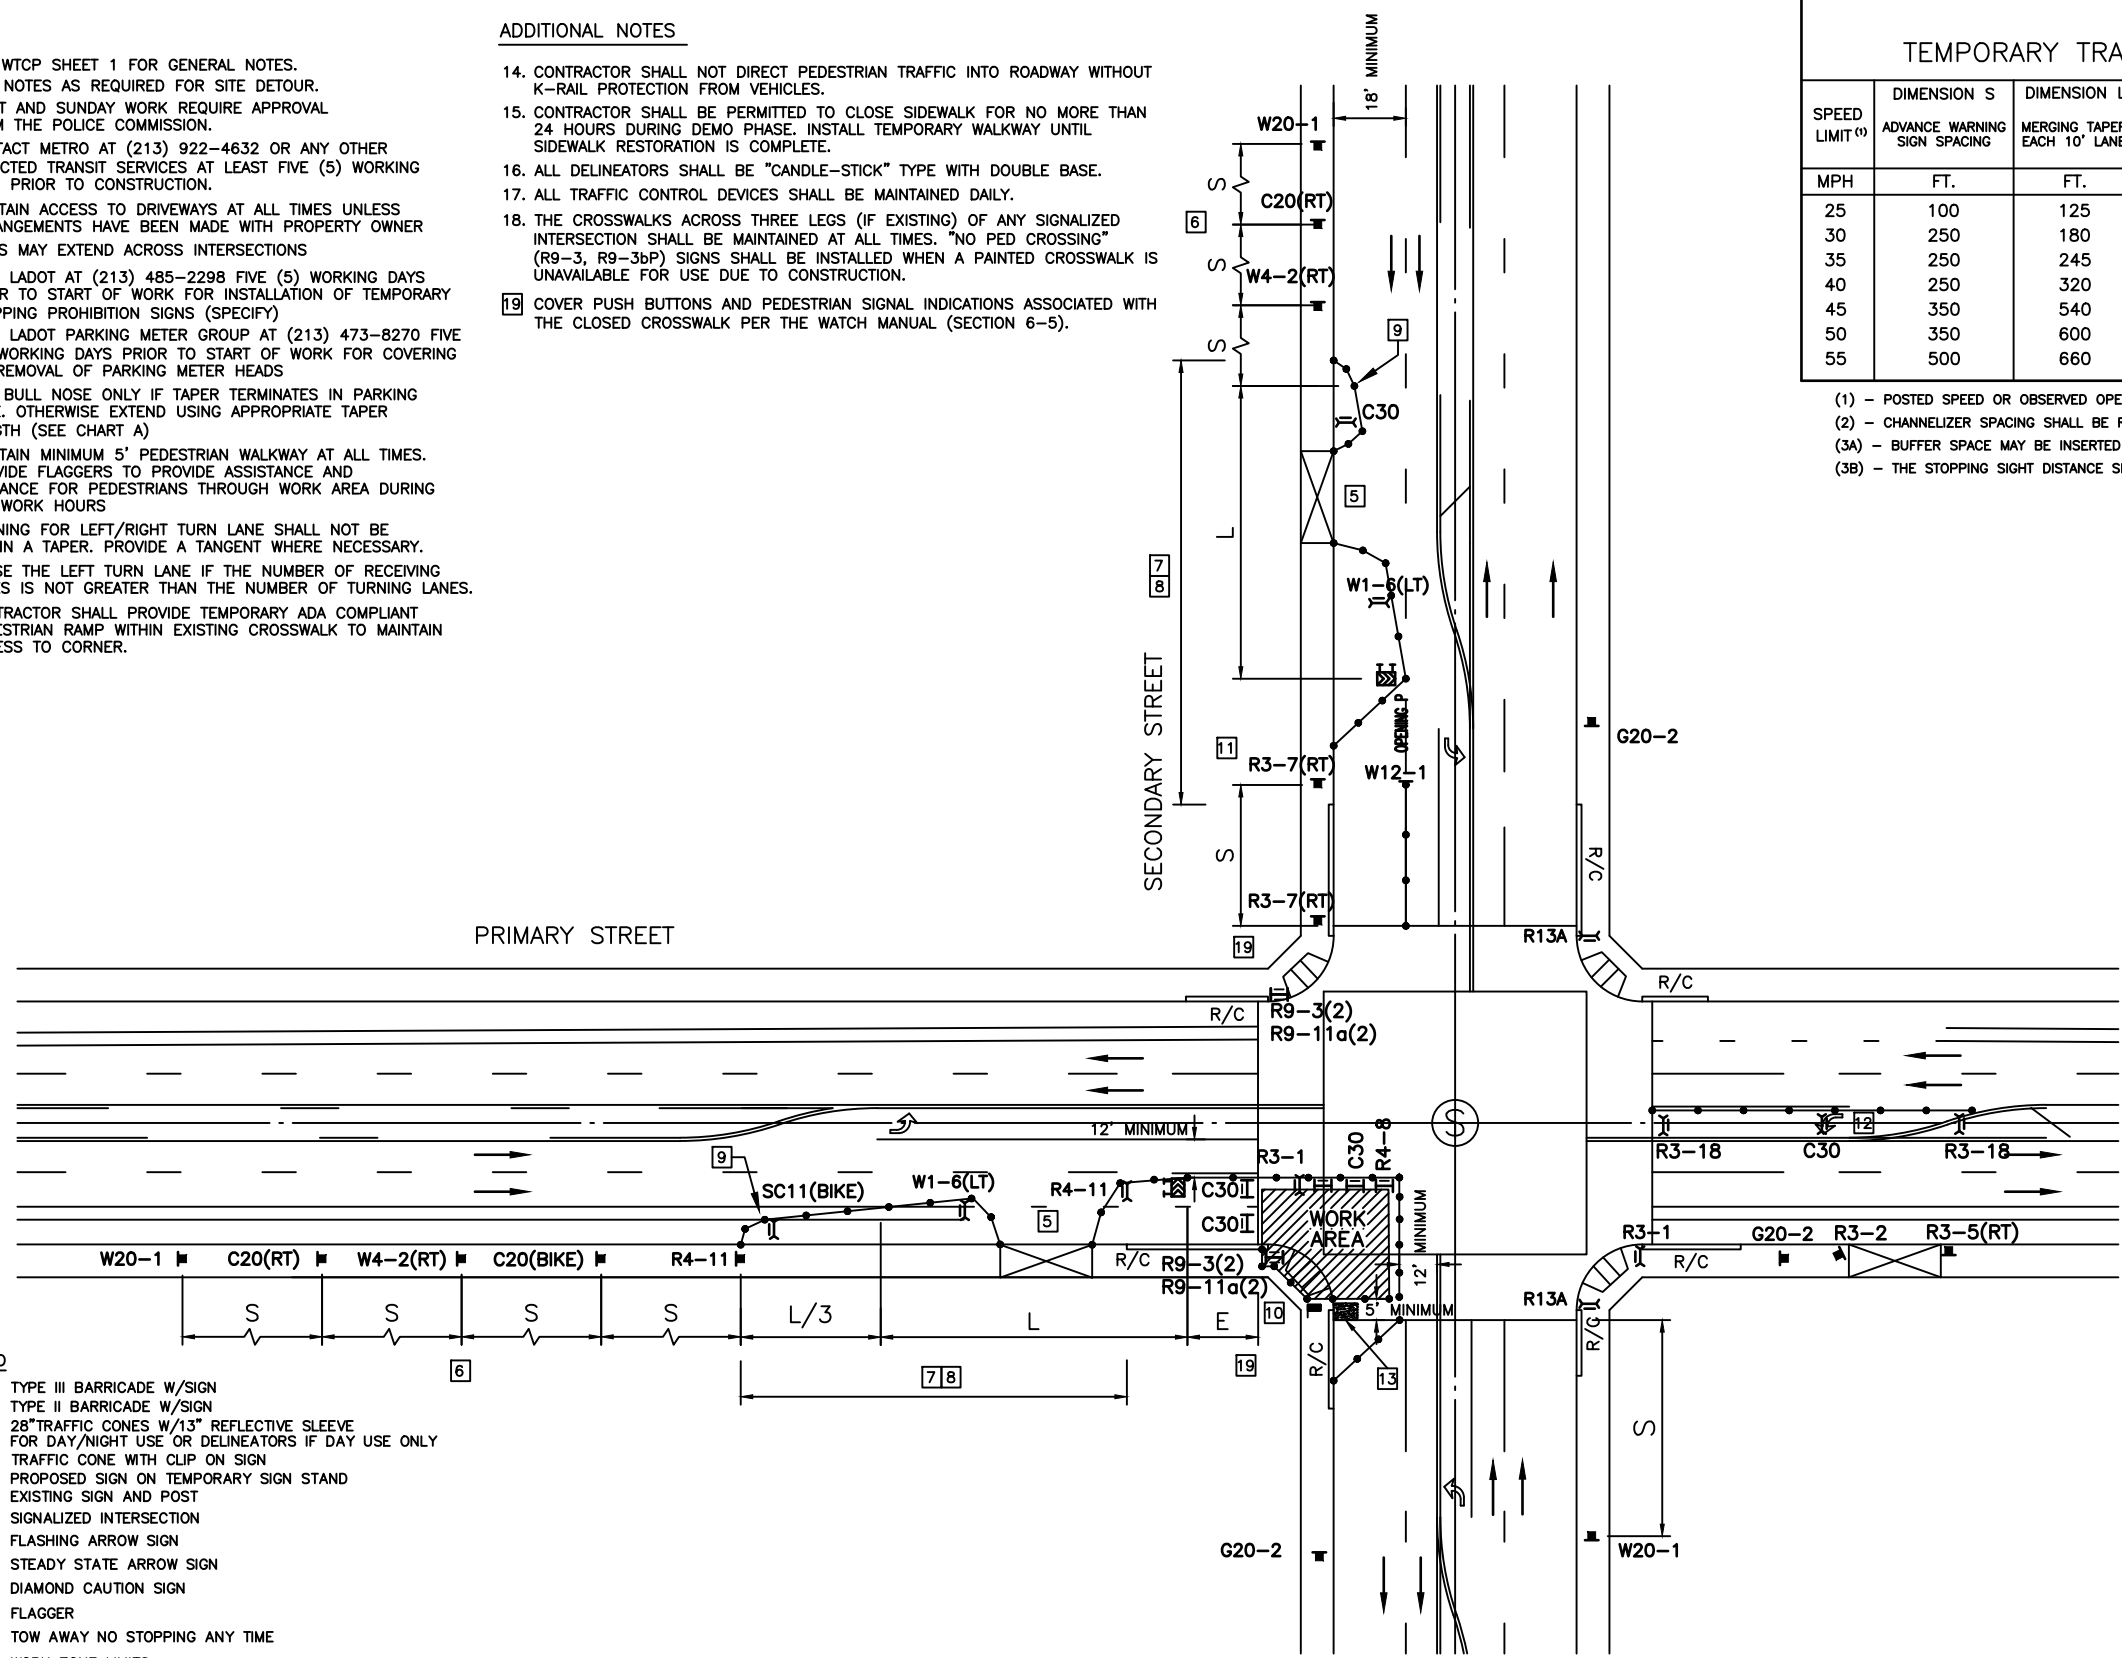 WTCP SHEET 1 FOR GENERAL NOTES.
NOTES AS REQUIRED FOR SITE DETOUR.
AND SUNDAY WORK REQUIRE APPROVAL
THE POLICE COMMISSION.
METRO AT (213) 922-4632 OR ANY OTHER
TRANSIT SERVICES AT LEAST FIVE (5) WORKING
PRIOR TO CONSTRUCTION.
ACCESS TO DRIVEWAYS AT ALL TIMES UNLESS
HAVE BEEN MADE WITH PROPERTY OWNER
MAY EXTEND ACROSS INTERSECTIONS
LADOT AT (213) 485-2298 FIVE (5) WORKING DAYS
TO START OF WORK FOR INSTALLATION OF TEMPORARY
PROHIBITION SIGNS (SPECIFY)
LADOT PARKING METER GROUP AT (213) 473-8270 FIVE
WORKING DAYS PRIOR TO START OF WORK FOR COVERING
REMOVAL OF PARKING METER HEADS
BULL NOSE ONLY IF TAPER TERMINATES IN PARKING
OTHERWISE EXTEND USING APPROPRIATE TAPER
(SEE CHART A)
MINIMUM 5' PEDESTRIAN WALKWAY AT ALL TIMES.
FLAGGERS TO PROVIDE ASSISTANCE AND
FOR PEDESTRIANS THROUGH WORK AREA DURING
WORK HOURS
FOR LEFT/RIGHT TURN LANE SHALL NOT BE
IN A TAPER. PROVIDE A TANGENT WHERE NECESSARY.
THE LEFT TURN LANE IF THE NUMBER OF RECEIVING
IS NOT GREATER THAN THE NUMBER OF TURNING LANES.
SHALL PROVIDE TEMPORARY ADA COMPLIANT
RAMP WITHIN EXISTING CROSSWALK TO MAINTAIN
TO CORNER.
ADDITIONAL NOTES
14. CONTRACTOR SHALL NOT DIRECT PEDESTRIAN TRAFFIC INTO ROADWAY WITHOUT
K-RAIL PROTECTION FROM VEHICLES.
15. CONTRACTOR SHALL BE PERMITTED TO CLOSE SIDEWALK FOR NO MORE THAN
24 HOURS DURING DEMO PHASE. INSTALL TEMPORARY WALKWAY UNTIL
SIDEWALK RESTORATION IS COMPLETE.
16. ALL DELINEATORS SHALL BE "CANDLE-STICK" TYPE WITH DOUBLE BASE.
17. ALL TRAFFIC CONTROL DEVICES SHALL BE MAINTAINED DAILY.
18. THE CROSSWALKS ACROSS THREE LEGS (IF EXISTING) OF ANY SIGNALIZED
INTERSECTION SHALL BE MAINTAINED AT ALL TIMES. "NO PED CROSSING"
(R9-3, R9-3bP) SIGNS SHALL BE INSTALLED WHEN A PAINTED CROSSWALK IS
UNAVAILABLE FOR USE DUE TO CONSTRUCTION.
19 COVER PUSH BUTTONS AND PEDESTRIAN SIGNAL INDICATIONS ASSOCIATED WITH
THE CLOSED CROSSWALK PER THE WATCH MANUAL (SECTION 6-5).
TEMPORARY
SPEED LIMIT (1)
DIMENSION S
ADVANCE WARNING
SIGN SPACING
DIMENSION L
MERGING TAPER
EACH 10' LANE
MPH FT. FT.
25 100 125
30 250 180
35 250 245
40 250 320
45 350 540
50 350 600
55 500 660
(1) - POSTED SPEED OR OBSERVED
(2) - CHANNELIZER SPACING SHALL BE
(3A) - BUFFER SPACE MAY BE INSERTED
(3B) - THE STOPPING SIGHT DISTANCE
18' MINIMUM
W20-1
S
C20(RT)
6
S
W4-2(RT)
S
9
C30
5
L
7
8
W1-6(LT)
SECONDARY STREET
OPENING
11
R3-7(RT)
W12-1
G20-2
S
R/C
R3-7(RT)
19
R13A
PRIMARY STREET
R/C
R/C
R9-3(2)
R9-11a(2)
S
12' MINIMUM
R3-1
C30
R4-8
R3-18
C30
12
R3-18
9
SC11(BIKE)
W1-6(LT)
R4-11
5
C30
C30
WORK
AREA
12' MINIMUM
R3-1
G20-2
R3-2
R3-5(RT)
W20-1
C20(RT)
W4-2(RT)
C20(BIKE)
R4-11
R/C
R9-3(2)
R9-11a(2)
R/C
10
5' MINIMUM
R13A
S
S
S
S
L/3
L
E
R/C
R/C
6
7 8
19
13
S
G20-2
W20-1
TYPE III BARRICADE W/SIGN
TYPE II BARRICADE W/SIGN
28"TRAFFIC CONES W/13" REFLECTIVE SLEEVE
FOR DAY/NIGHT USE OR DELINEATORS IF DAY USE ONLY
TRAFFIC CONE WITH CLIP ON SIGN
PROPOSED SIGN ON TEMPORARY SIGN STAND
EXISTING SIGN AND POST
SIGNALIZED INTERSECTION
FLASHING ARROW SIGN
STEADY STATE ARROW SIGN
DIAMOND CAUTION SIGN
FLAGGER
TOW AWAY NO STOPPING ANY TIME